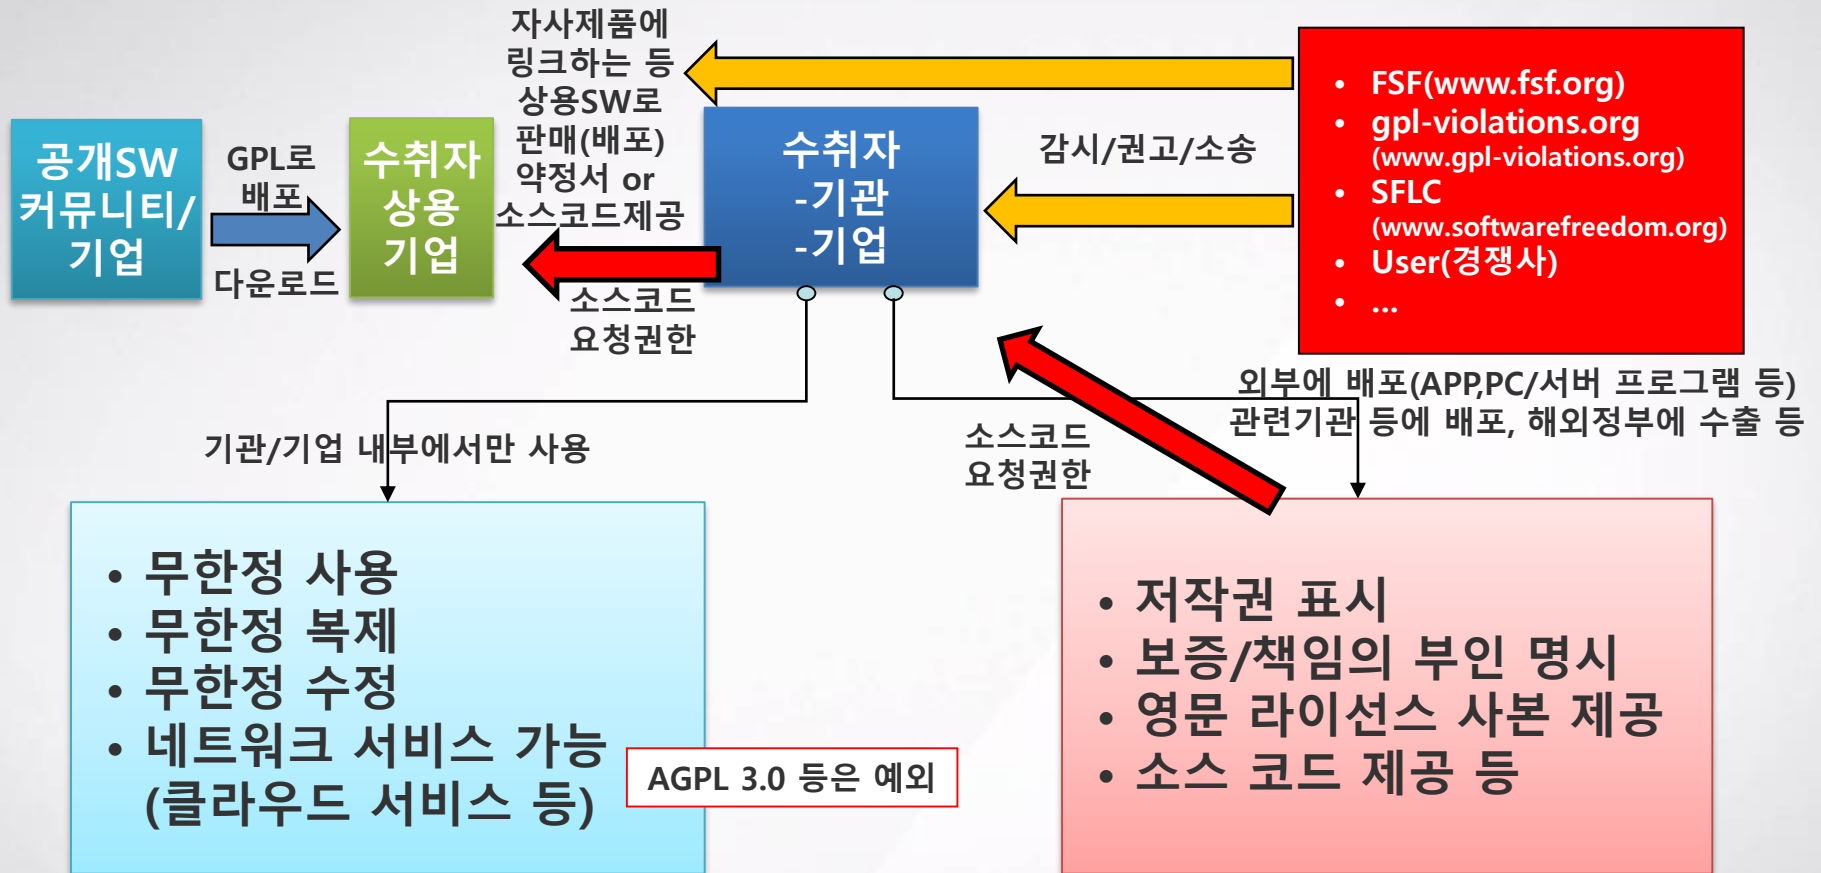 공개SW
커뮤니티/
기업
GPL로
배포
다운로드
수취자
상용
기업
자사제품에
링크하는 등
상용SW로
판매(배포)
약정서 or
소스코드제공
소스코드
요청권한
수취자
-기관
-기업
감시/권고/소송
• FSF(www.fsf.org)
• gpl-violations.org
(www.gpl-violations.org)
• SFLC
(www.softwarefreedom.org)
• User(경쟁사)
• ...
외부에 배포(APP,PC/서버 프로그램 등)
관련기관 등에 배포, 해외정부에 수출 등
기관/기업 내부에서만 사용
소스코드
요청권한
• 무한정 사용
• 무한정 복제
• 무한정 수정
• 네트워크 서비스 가능
(클라우드 서비스 등)
AGPL 3.0 등은 예외
• 저작권 표시
• 보증/책임의 부인 명시
• 영문 라이선스 사본 제공
• 소스 코드 제공 등